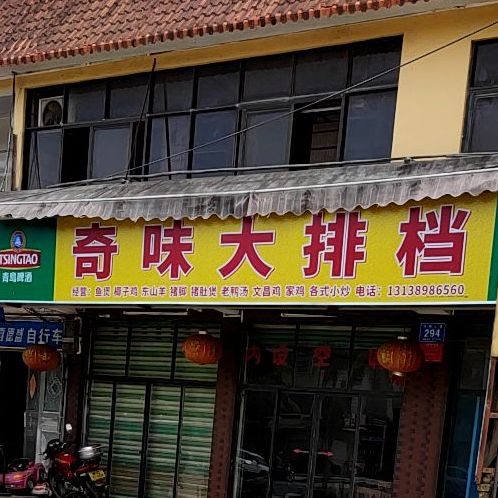 TSINGTAO
青岛啤酒
奇味大排档
经营：鱼煲 椰子鸡 东山羊 猪脚 猪肚煲 老鸭汤 文昌鸡 家鸡 各式小炒 电话：13138986560
德盛 自行车
294